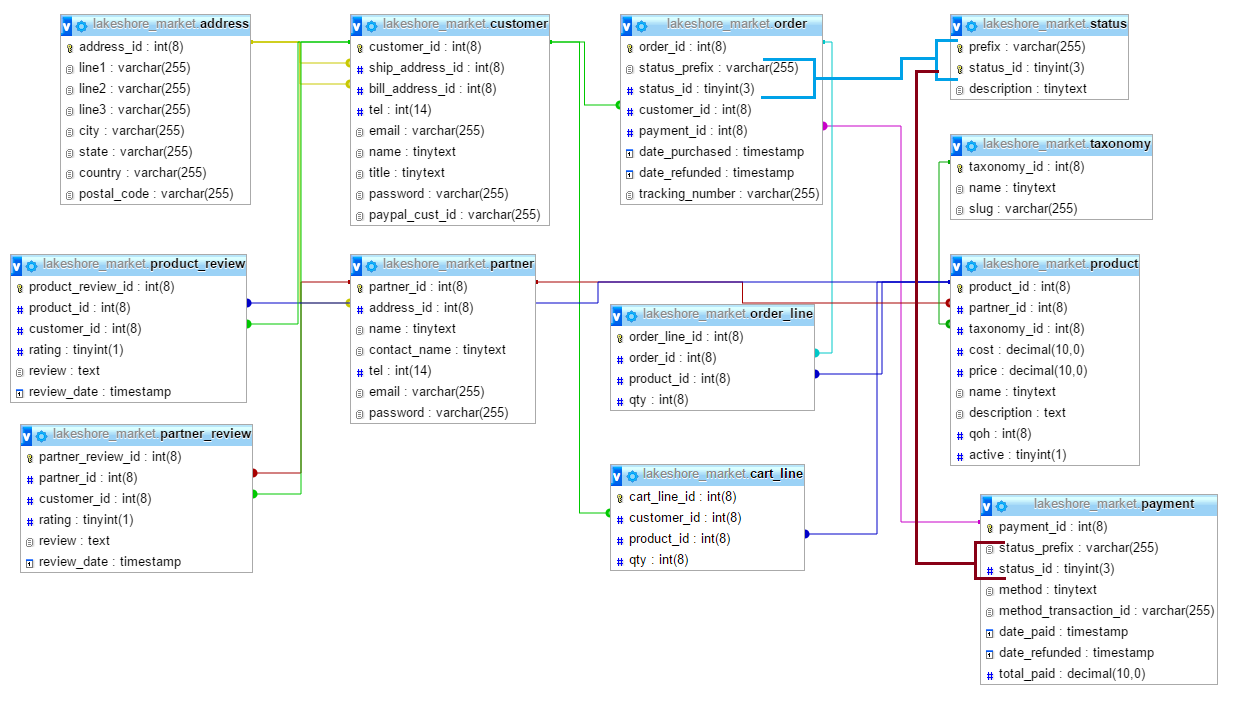 lakeshore_market.address
address_id : int(8)
line1 : varchar(255)
line2 : varchar(255)
line3 : varchar(255)
city : varchar(255)
state : varchar(255)
country : varchar(255)
postal_code : varchar(255)
lakeshore_market.customer
customer_id : int(8)
ship_address_id : int(8)
bill_address_id : int(8)
tel : int(14)
email : varchar(255)
name : tinytext
title : tinytext
password : varchar(255)
paypal_cust_id : varchar(255)
lakeshore_market.order
order_id : int(8)
status_prefix : varchar(255)
status_id : tinyint(3)
customer_id : int(8)
payment_id : int(8)
date_purchased : timestamp
date_refunded : timestamp
tracking_number : varchar(255)
lakeshore_market.status
prefix : varchar(255)
status_id : tinyint(3)
description : tinytext
lakeshore_market.taxonomy
taxonomy_id : int(8)
name : tinytext
slug : varchar(255)
lakeshore_market.product_review
product_review_id : int(8)
product_id : int(8)
customer_id : int(8)
rating : tinyint(1)
review : text
review_date : timestamp
lakeshore_market.partner
partner_id : int(8)
address_id : int(8)
name : tinytext
contact_name : tinytext
tel : int(14)
email : varchar(255)
password : varchar(255)
lakeshore_market.order_line
order_line_id : int(8)
order_id : int(8)
product_id : int(8)
qty : int(8)
lakeshore_market.product
product_id : int(8)
partner_id : int(8)
taxonomy_id : int(8)
cost : decimal(10,0)
price : decimal(10,0)
name : tinytext
description : text
qoh : int(8)
active : tinyint(1)
lakeshore_market.partner_review
partner_review_id : int(8)
partner_id : int(8)
customer_id : int(8)
rating : tinyint(1)
review : text
review_date : timestamp
lakeshore_market.cart_line
cart_line_id : int(8)
customer_id : int(8)
product_id : int(8)
qty : int(8)
lakeshore_market.payment
payment_id : int(8)
status_prefix : varchar(255)
status_id : tinyint(3)
method : tinytext
method_transaction_id : varchar(255)
date_paid : timestamp
date_refunded : timestamp
total_paid : decimal(10,0)